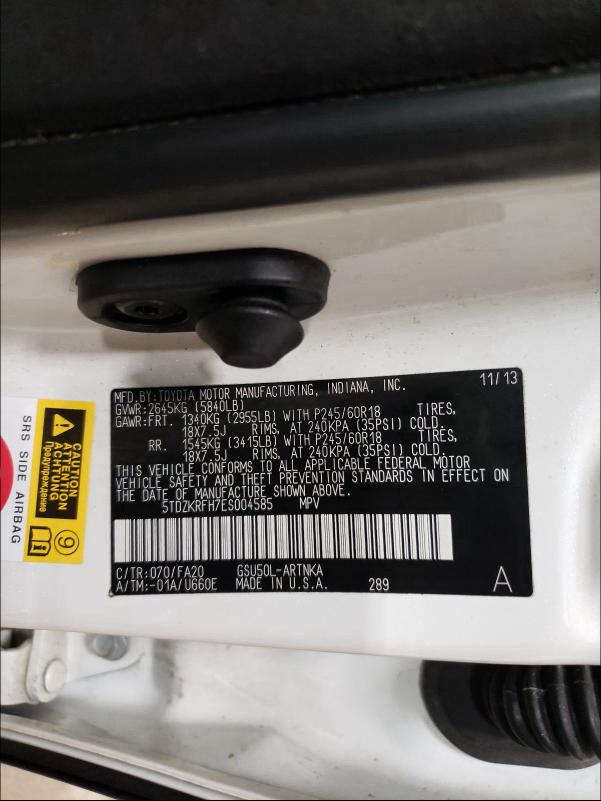 MFD.BY:TOYOTA MOTOR MANUFACTURING, INDIANA, INC. 11/13
GVWR:2645KG (5840LB)
GAWR:FRT. 1340KG (2955LB) WITH P245/60R18 TIRES,
18X7.5J RIMS, AT 240KPA (35PSI) COLD.
RR. 1545KG (3415LB) WITH P245/60R18 TIRES,
18X7.5J RIMS, AT 240KPA (35PSI) COLD.
THIS VEHICLE CONFORMS TO ALL APPLICABLE FEDERAL MOTOR
VEHICLE SAFETY AND THEFT PREVENTION STANDARDS IN EFFECT ON
THE DATE OF MANUFACTURE SHOWN ABOVE.
5TDZKRFH7ES004585 MPV
C/TR:070/FA20 GSU50L-ARTNKA
A/TM:-01A/U660E MADE IN U.S.A. 289 A
SRS SIDE AIRBAG
CAUTION
ATTENTION
ACHTUNG
Предупреждение
9